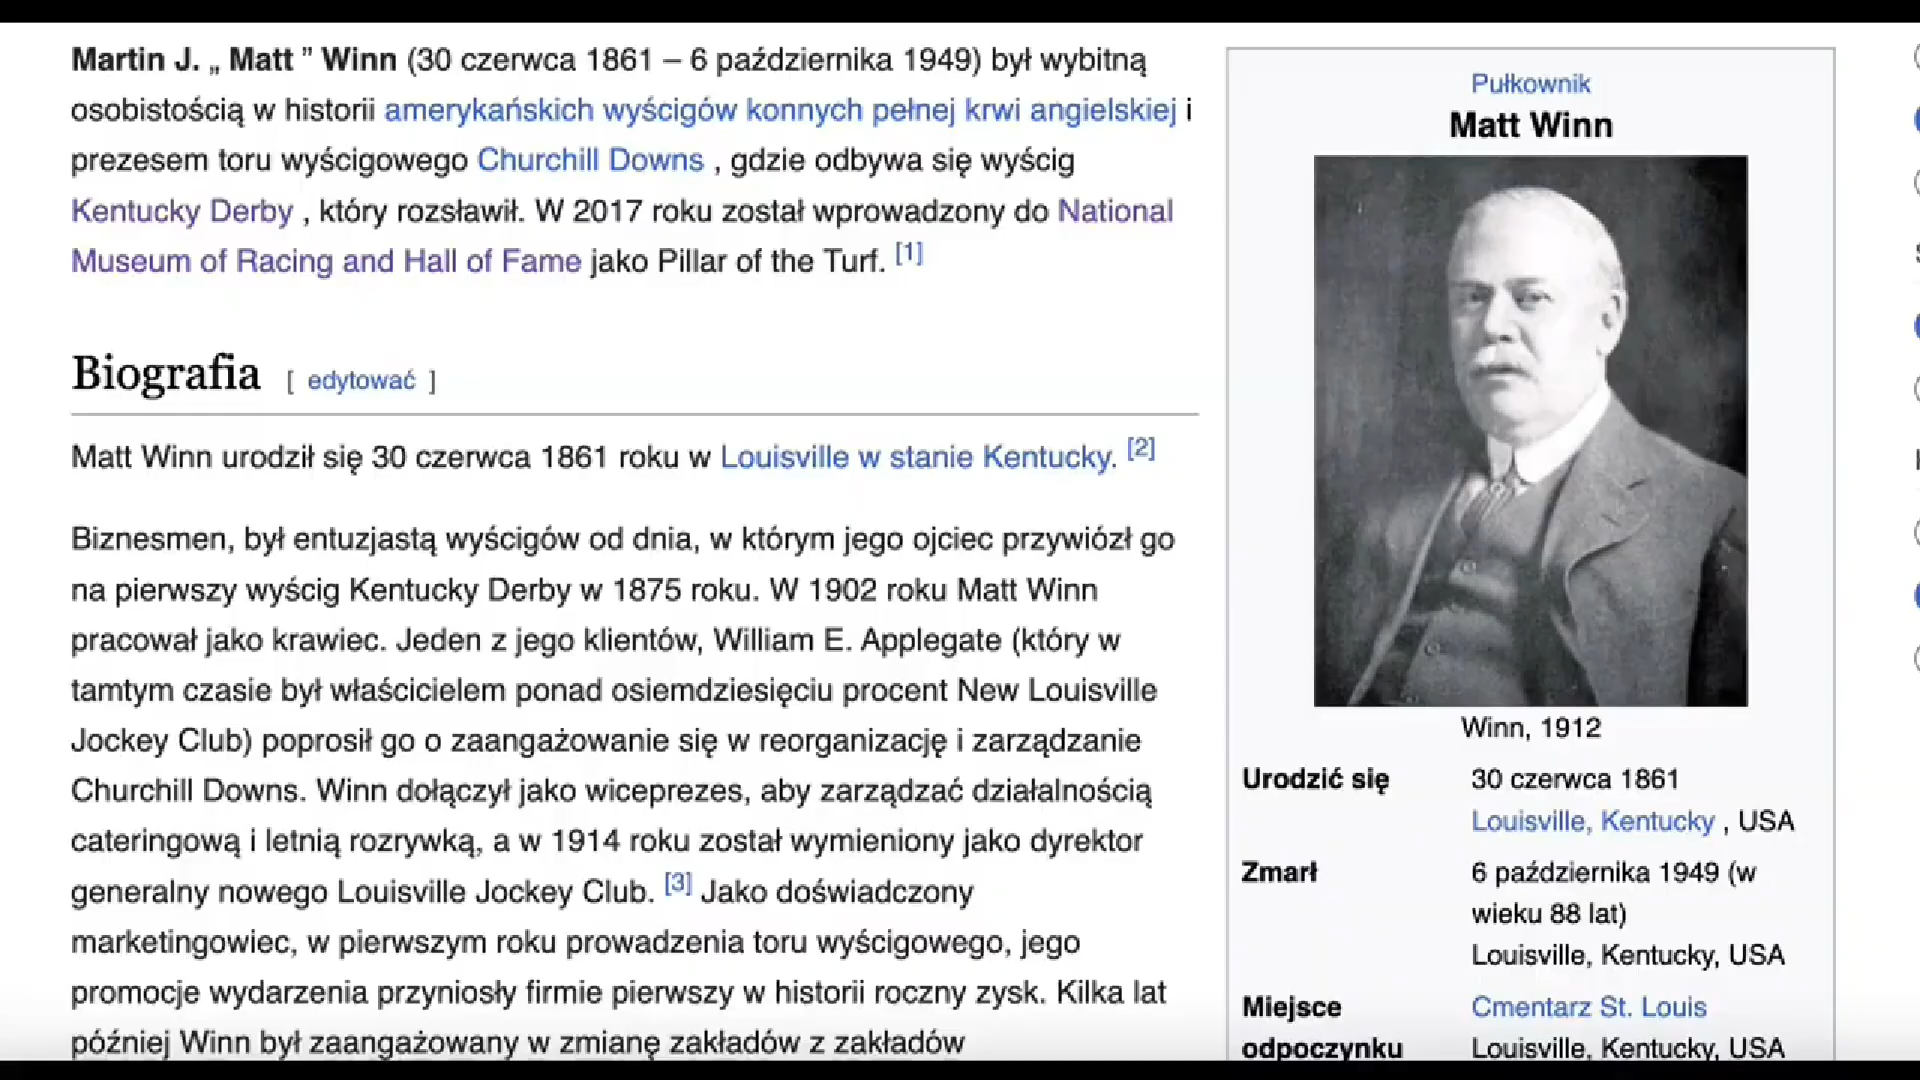 Martin J. „ Matt ” Winn (30 czerwca 1861 – 6 października 1949) był wybitną
osobistością w historii amerykańskich wyścigów konnych pełnej krwi angielskiej i
prezesem toru wyścigowego Churchill Downs , gdzie odbywa się wyścig
Kentucky Derby , który rozsławił. W 2017 roku został wprowadzony do National
Museum of Racing and Hall of Fame jako Pillar of the Turf. [1]
Biografia [ edytować ]
Matt Winn urodził się 30 czerwca 1861 roku w Louisville w stanie Kentucky. [2]
Biznesmen, był entuzjastą wyścigów od dnia, w którym jego ojciec przywiózł go
na pierwszy wyścig Kentucky Derby w 1875 roku. W 1902 roku Matt Winn
pracował jako krawiec. Jeden z jego klientów, William E. Applegate (który w
tamtym czasie był właścicielem ponad osiemdziesięciu procent New Louisville
Jockey Club) poprosił go o zaangażowanie się w reorganizację i zarządzanie
Churchill Downs. Winn dołączył jako wiceprezes, aby zarządzać działalnością
cateringową i letnią rozrywką, a w 1914 roku został wymieniony jako dyrektor
generalny nowego Louisville Jockey Club. [3] Jako doświadczony
marketingowiec, w pierwszym roku prowadzenia toru wyścigowego, jego
promocje wydarzenia przyniosły firmie pierwszy w historii roczny zysk. Kilka lat
później Winn był zaangażowany w zmianę zakładów z zakładów
Pułkownik
Matt Winn
Winn, 1912
Urodzić się 30 czerwca 1861
Louisville, Kentucky , USA
Zmarł 6 października 1949 (w
wieku 88 lat)
Louisville, Kentucky, USA
Miejsce Cmentarz St. Louis
odpoczynku Louisville, Kentucky, USA